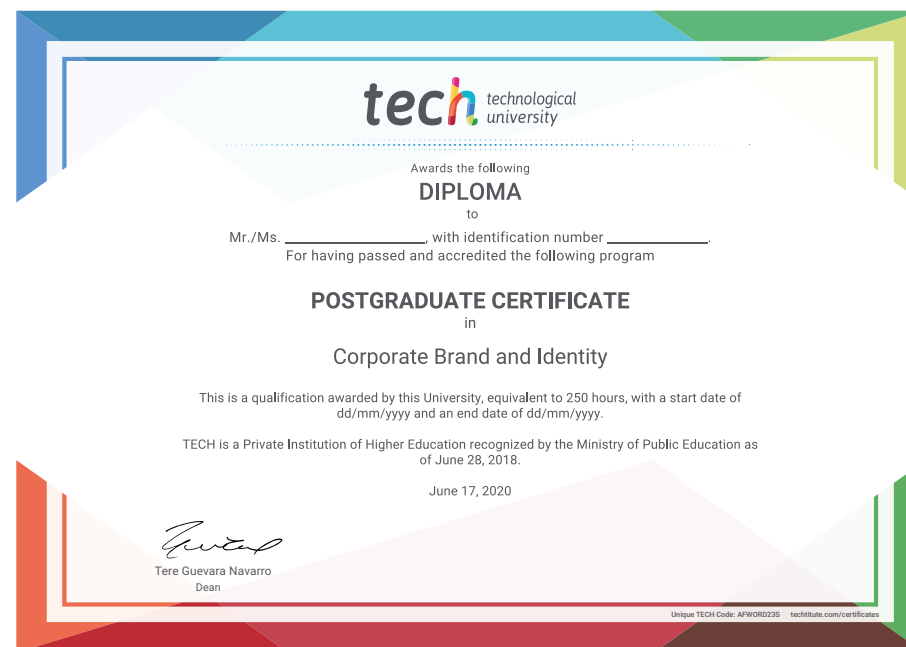 tech technological
university
Awards the following
DIPLOMA
to
Mr./Ms. ____________________, with identification number ______________.
For having passed and accredited the following program
POSTGRADUATE CERTIFICATE
in
Corporate Brand and Identity
This is a qualification awarded by this University, equivalent to 250 hours, with a start date of
dd/mm/yyyy and an end date of dd/mm/yyyy.
TECH is a Private Institution of Higher Education recognized by the Ministry of Public Education as
of June 28, 2018.
June 17, 2020
Tere Guevara Navarro
Dean
Unique TECH Code: AFWORD23S techtitute.com/certificates